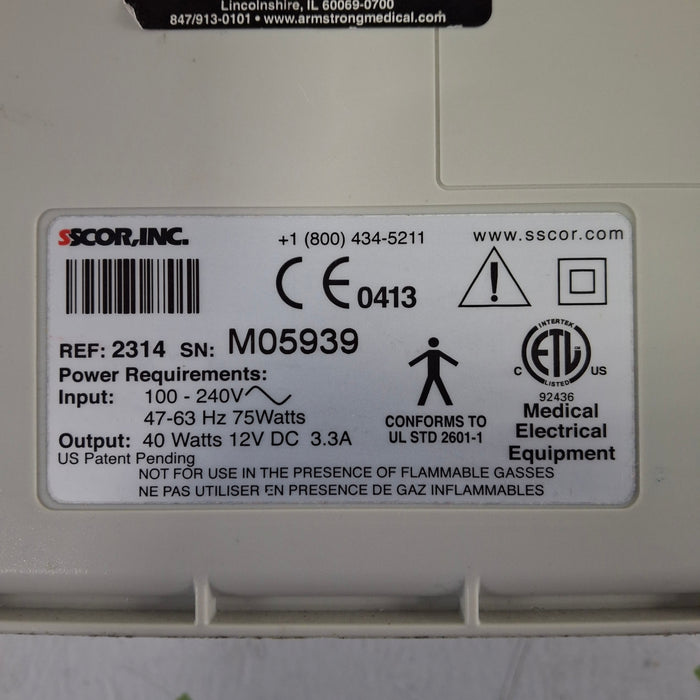 Lincolnshire, IL 60069-0700
847/913-0101 • www.armstrongmedical.com
SSCOR, INC.
+1 (800) 434-5211
www.sscor.com
CE 0413
REF: 2314 SN: M05939
Power Requirements:
Input: 100 - 240V
47-63 Hz 75Watts
Output: 40 Watts 12V DC 3.3A
US Patent Pending
CONFORMS TO
UL STD 2601-1
INTERTEK
ETL
C US
LISTED
92436
Medical
Electrical
Equipment
NOT FOR USE IN THE PRESENCE OF FLAMMABLE GASSES
NE PAS UTILISER EN PRESENCE DE GAZ INFLAMMABLES